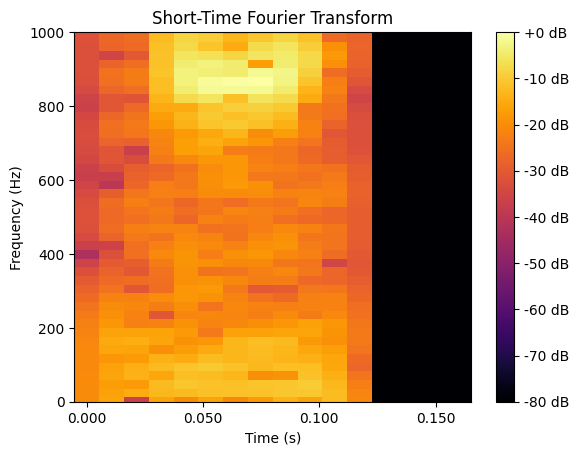 Short-Time Fourier Transform
1000
800
600
400
200
0
Frequency (Hz)
0.000
0.050
0.100
0.150
Time (s)
+0 dB
-10 dB
-20 dB
-30 dB
-40 dB
-50 dB
-60 dB
-70 dB
-80 dB